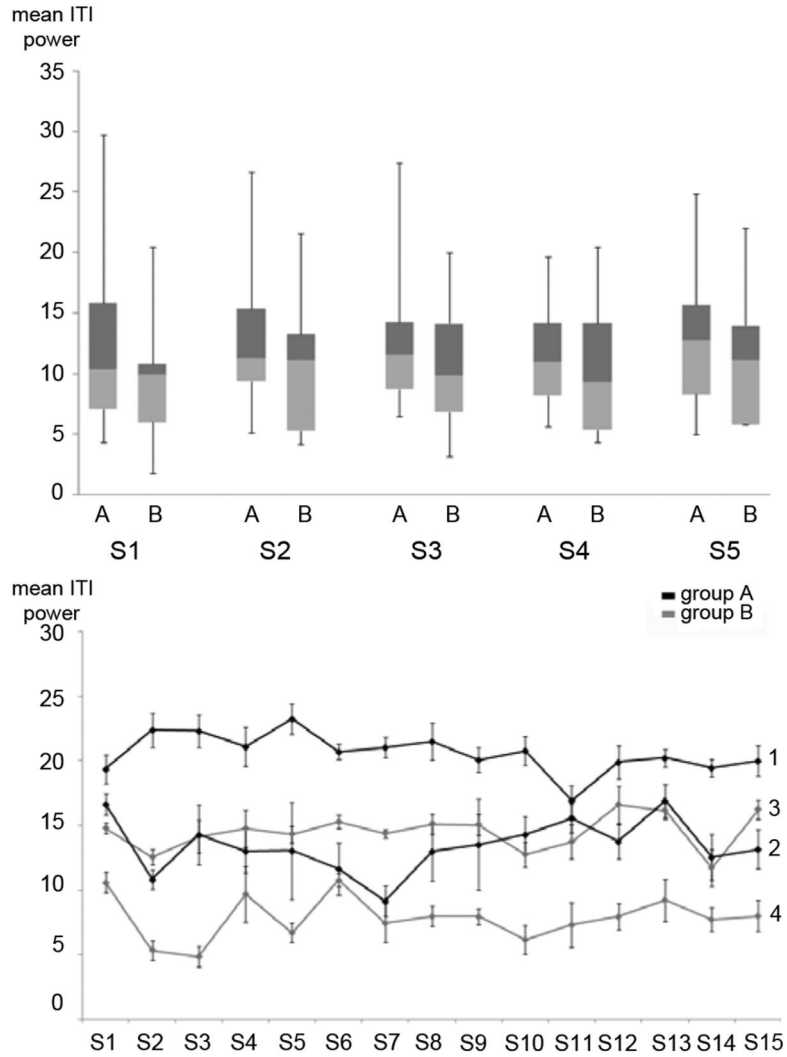 mean ITI
power
35
30
25
20
15
10
5
0
A B A B A B A B A B
S1 S2 S3 S4 S5
mean ITI
power
group A
group B
30
25
20
15
10
5
0
1
3
2
4
S1 S2 S3 S4 S5 S6 S7 S8 S9 S10 S11 S12 S13 S14 S15